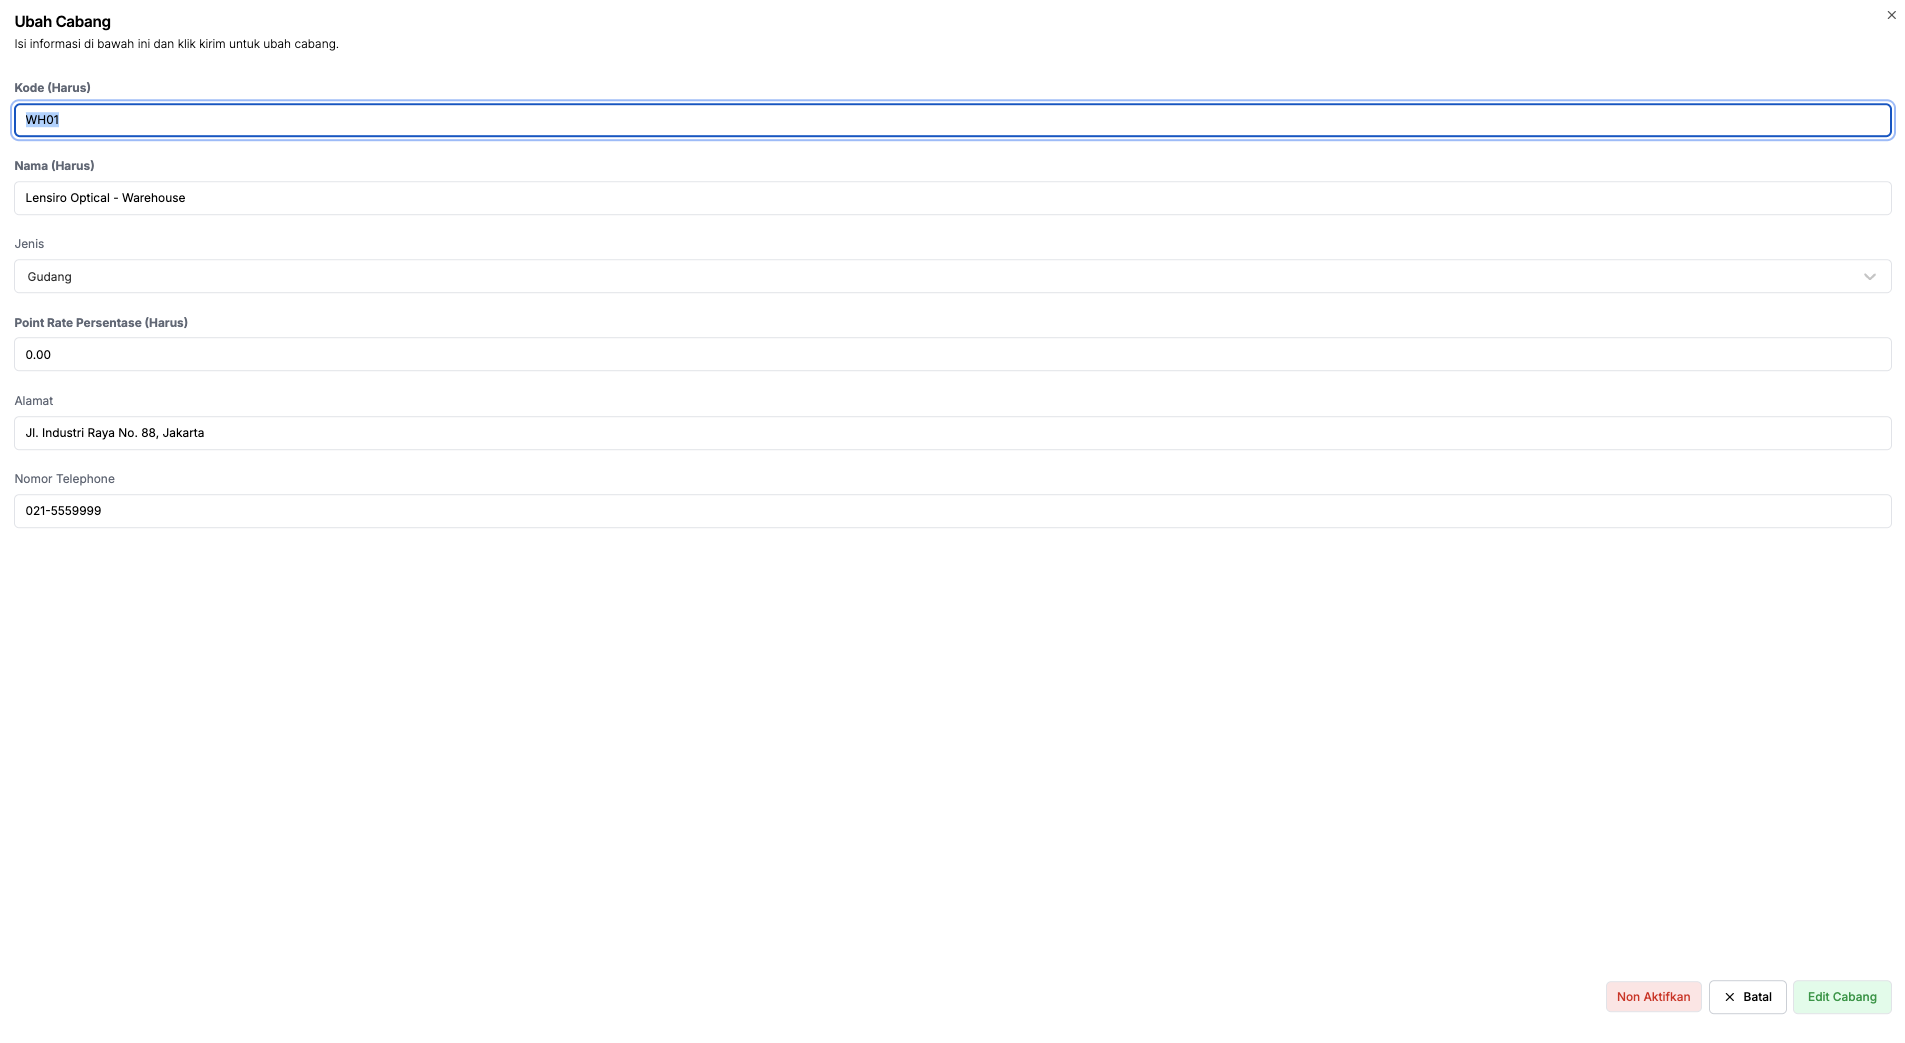 Ubah Cabang
Isi informasi di bawah ini dan klik kirim untuk ubah cabang.
Kode (Harus)
WH01
Nama (Harus)
Lensiro Optical - Warehouse
Jenis
Gudang
Point Rate Persentase (Harus)
0.00
Alamat
Jl. Industri Raya No. 88, Jakarta
Nomor Telephone
021-5559999
Non Aktifkan
Batal
Edit Cabang